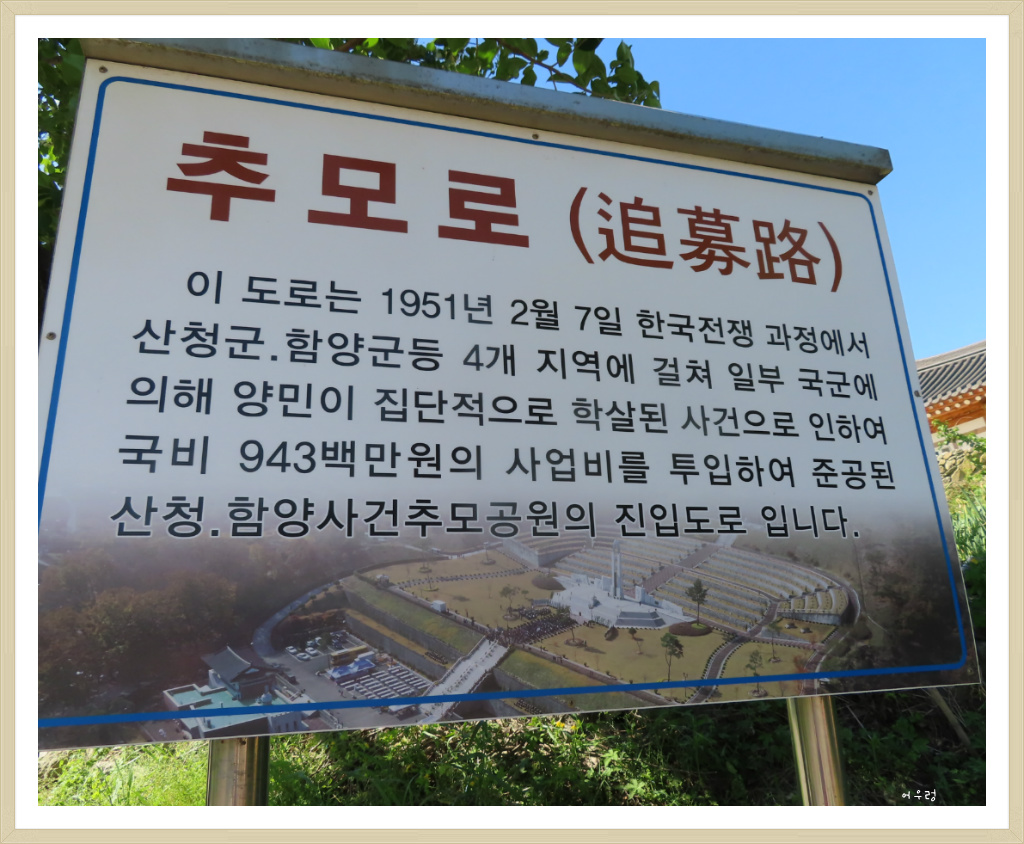 추모로 (追募路)
이 도로는 1951년 2월 7일 한국전쟁 과정에서
산청군.함양군등 4개 지역에 걸쳐 일부 국군에
의해 양민이 집단적으로 학살된 사건으로 인하여
국비 943백만원의 사업비를 투입하여 준공된
산청.함양사건추모공원의 진입도로 입니다.
어우렁